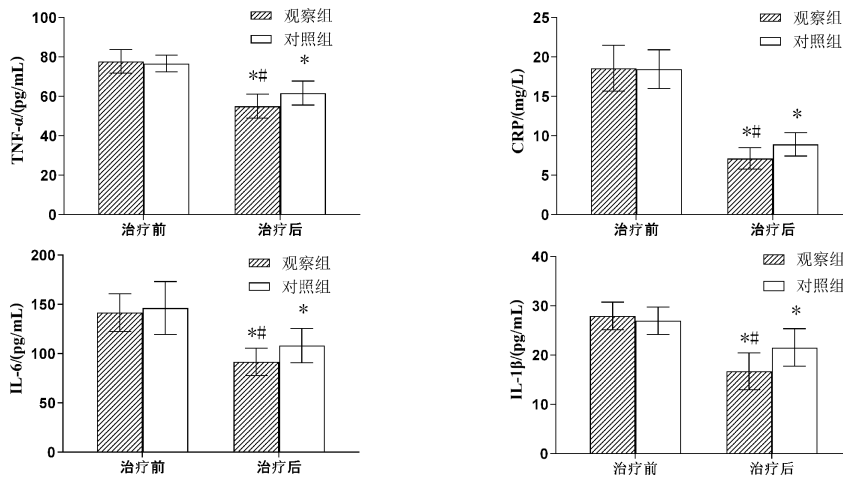 TNF-α/(pg/mL)
100
80
60
40
20
0
观察组
对照组
*#
*
治疗前
治疗后
CRP/(mg/L)
25
20
15
10
5
0
观察组
对照组
*#
*
治疗前
治疗后
IL-6/(pg/mL)
200
150
100
50
0
观察组
对照组
*#
*
治疗前
治疗后
IL-1β/(pg/mL)
40
30
20
10
0
观察组
对照组
*#
*
治疗前
治疗后